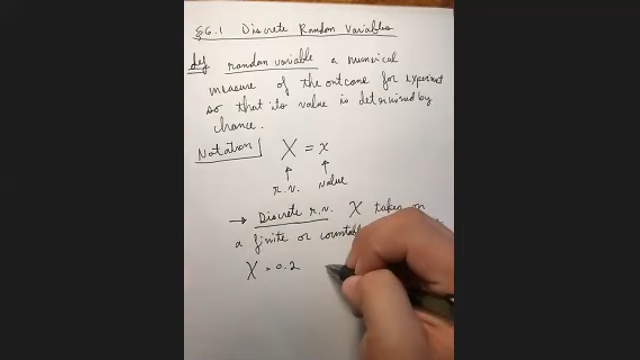 §6.1 Discrete Random Variables
def random variable a numerical
measure of the outcome for experiment
so that its value is determined by
chance.
Notation X = x
r.v. value
→ Discrete r.v. X takes on
a finite or countabl
X = 0.2